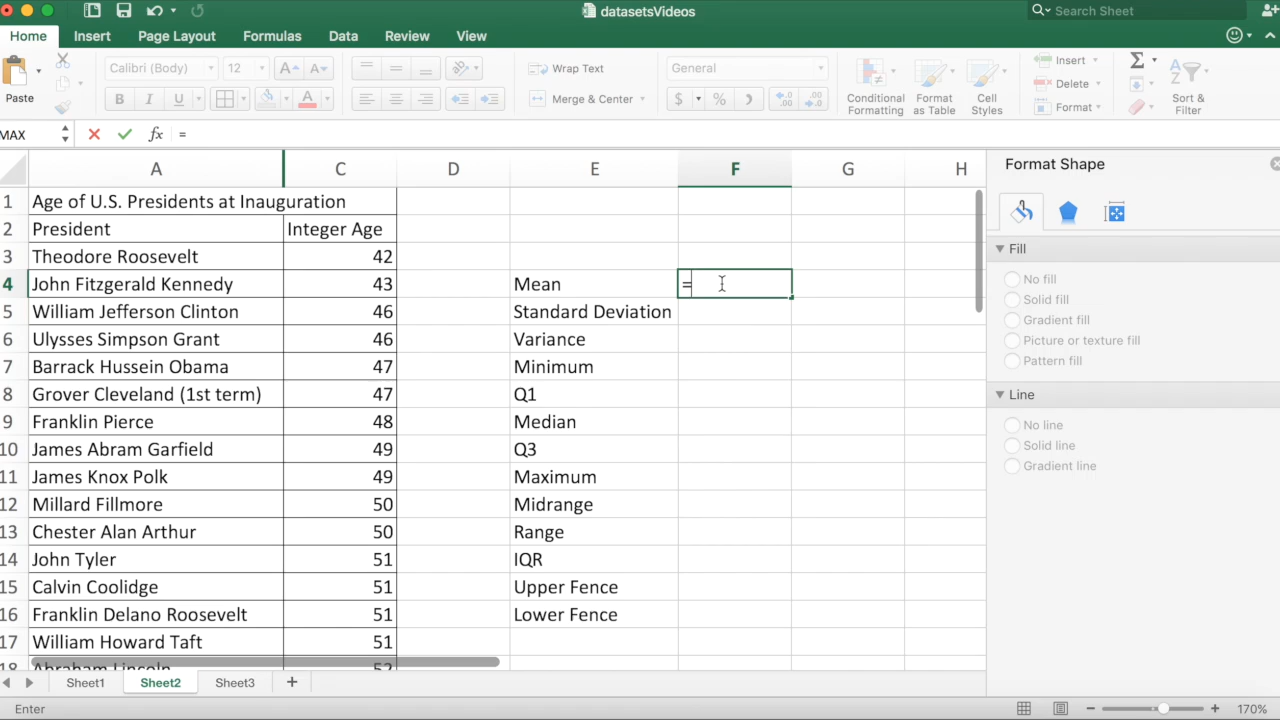 datasetsVideos
Search Sheet
Home Insert Page Layout Formulas Data Review View
Paste
Calibri (Body) 12
B I U
A A A
Wrap Text
Merge & Center
General
$ % )
Conditional Formatting
Format as Table
Cell Styles
Insert
Delete
Format
Sort & Filter
MAX fx =
A C D E F G H
1 Age of U.S. Presidents at Inauguration
2 President Integer Age
3 Theodore Roosevelt 42
4 John Fitzgerald Kennedy 43 Mean =
5 William Jefferson Clinton 46 Standard Deviation
6 Ulysses Simpson Grant 46 Variance
7 Barrack Hussein Obama 47 Minimum
8 Grover Cleveland (1st term) 47 Q1
9 Franklin Pierce 48 Median
10 James Abram Garfield 49 Q3
11 James Knox Polk 49 Maximum
12 Millard Fillmore 50 Midrange
13 Chester Alan Arthur 50 Range
14 John Tyler 51 IQR
15 Calvin Coolidge 51 Upper Fence
16 Franklin Delano Roosevelt 51 Lower Fence
17 William Howard Taft 51
18 Abraham Lincoln 52
Format Shape
Fill
No fill
Solid fill
Gradient fill
Picture or texture fill
Pattern fill
Line
No line
Solid line
Gradient line
Sheet1 Sheet2 Sheet3 +
Enter
170%